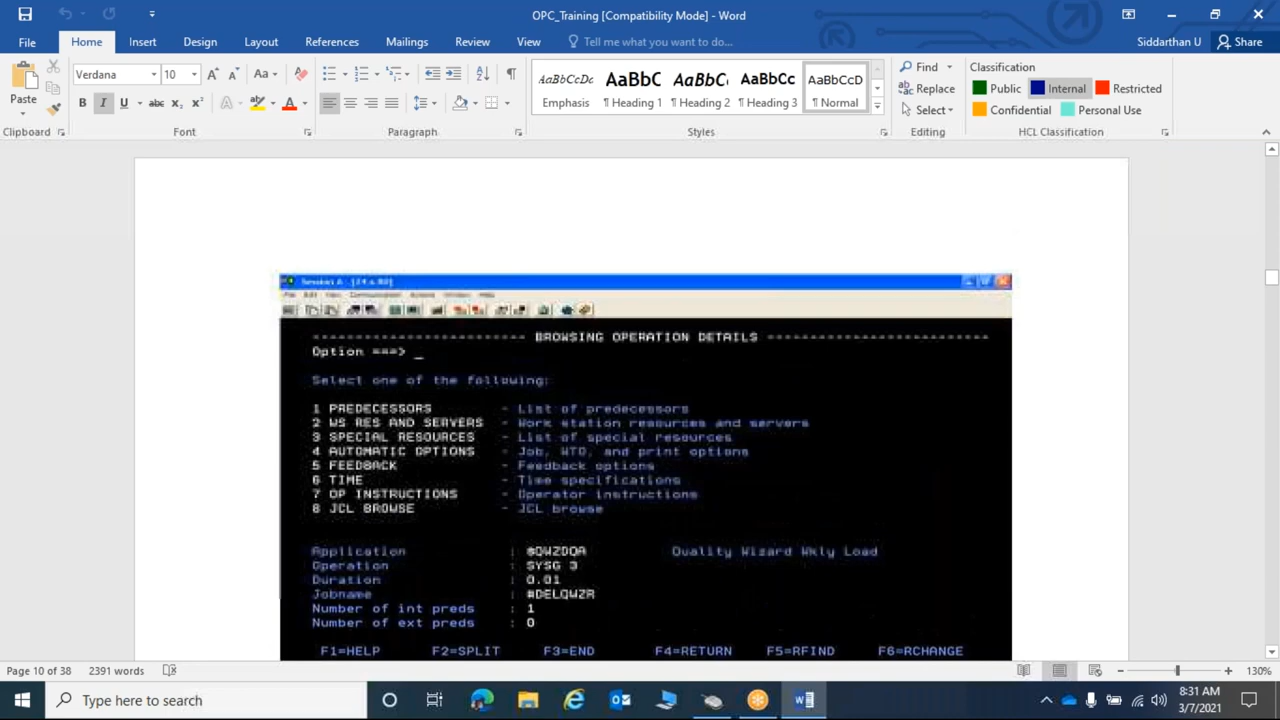 OPC_Training [Compatibility Mode] - Word
File Home Insert Design Layout References Mailings Review View Tell me what you want to do... Siddarthan U Share
Verdana 10 Aa
Paste
B I U abc x₂ x² A A
AaBbCcDc AaBbC AaBbC AaBbCc AaBbCcD
Emphasis ¶ Heading 1 ¶ Heading 2 ¶ Heading 3 ¶ Normal
Find
Replace
Select
Classification
Public Internal Restricted
Confidential Personal Use
Clipboard Font Paragraph Styles Editing HCL Classification
BROWSING OPERATION DETAILS
Option ===> _
Select one of the following:
1 PREDECESSORS - List of predecessors
2 WS RES AND SERVERS - Work station resources and servers
3 SPECIAL RESOURCES - List of special resources
4 AUTOMATIC OPTIONS - Job, WTO, and print options
5 FEEDBACK - Feedback options
6 TIME - Time specifications
7 OP INSTRUCTIONS - Operator instructions
8 JCL BROWSE - JCL browse
Application : #QWZDQA Quality Wizard Wkly Load
Operation : SYSG 3
Duration : 0.01
Jobname : #DELQWZR
Number of int preds : 1
Number of ext preds : 0
F1=HELP F2=SPLIT F3=END F4=RETURN F5=RFIND F6=RCHANGE
Page 10 of 38 2391 words 130%
Type here to search
8:31 AM
3/7/2021